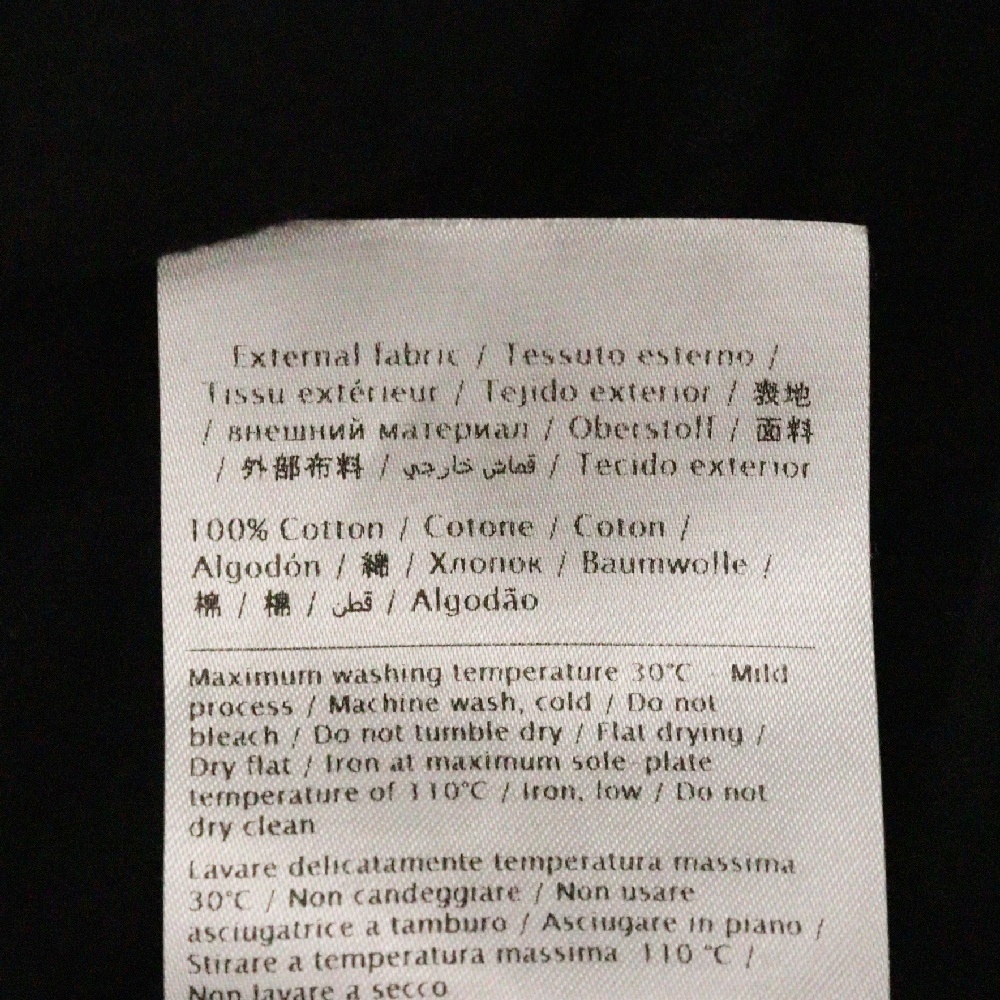 External fabric / Tessuto esterno /
Tissu extérieur / Tejido exterior / 表地
/ внешний материал / Oberstoff / 面料
/ 外部布料 / قماش خارجي / Tecido exterior
100% Cotton / Cotone / Coton /
Algodón / 綿 / Хлопок / Baumwolle /
棉 / 棉 / قطن / Algodão
Maximum washing temperature 30°C - Mild
process / Machine wash, cold / Do not
bleach / Do not tumble dry / Flat drying /
Dry flat / Iron at maximum sole-plate
temperature of 110°C / Iron, low / Do not
dry clean
Lavare delicatamente temperatura massima
30°C / Non candeggiare / Non usare
asciugatrice a tamburo / Asciugare in piano /
Stirare a temperatura massima 110 °C /
Non lavare a secco